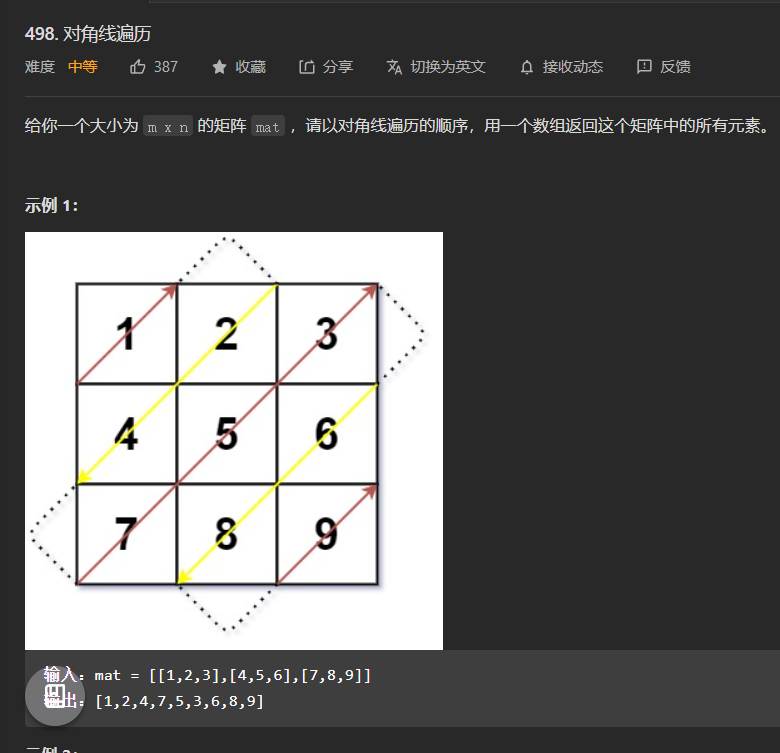 498. 对角线遍历
难度 中等 387 收藏 分享 切换为英文 接收动态 反馈
给你一个大小为 m x n 的矩阵 mat ，请以对角线遍历的顺序，用一个数组返回这个矩阵中的所有元素。
示例 1：
1 2 3
4 5 6
7 8 9
输入：mat = [[1,2,3],[4,5,6],[7,8,9]]
输出：[1,2,4,7,5,3,6,8,9]
示例 2：